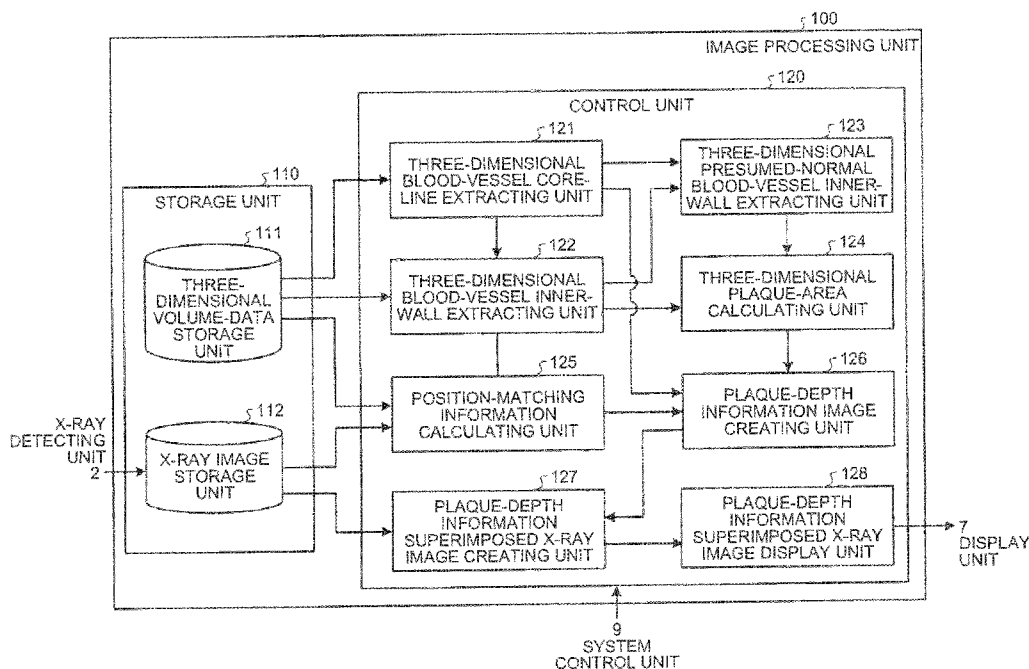 100
IMAGE PROCESSING UNIT
120
CONTROL UNIT
121
THREE-DIMENSIONAL
BLOOD-VESSEL CORE-
LINE EXTRACTING UNIT
123
THREE-DIMENSIONAL
PRESUMED-NORMAL
BLOOD-VESSEL INNER-
WALL EXTRACTING UNIT
110
STORAGE UNIT
111
THREE-
DIMENSIONAL
VOLUME-DATA
STORAGE
UNIT
122
THREE-DIMENSIONAL
BLOOD-VESSEL INNER-
WALL EXTRACTING UNIT
124
THREE-DIMENSIONAL
PLAQUE-AREA
CALCULATING UNIT
125
POSITION-MATCHING
INFORMATION
CALCULATING UNIT
126
PLAQUE-DEPTH
INFORMATION IMAGE
CREATING UNIT
X-RAY
DETECTING
UNIT
2
112
X-RAY IMAGE
STORAGE
UNIT
127
PLAQUE-DEPTH
INFORMATION
SUPERIMPOSED X-RAY
IMAGE CREATING UNIT
128
PLAQUE-DEPTH
INFORMATION
SUPERIMPOSED X-RAY
IMAGE DISPLAY UNIT
7
DISPLAY
UNIT
9
SYSTEM
CONTROL UNIT